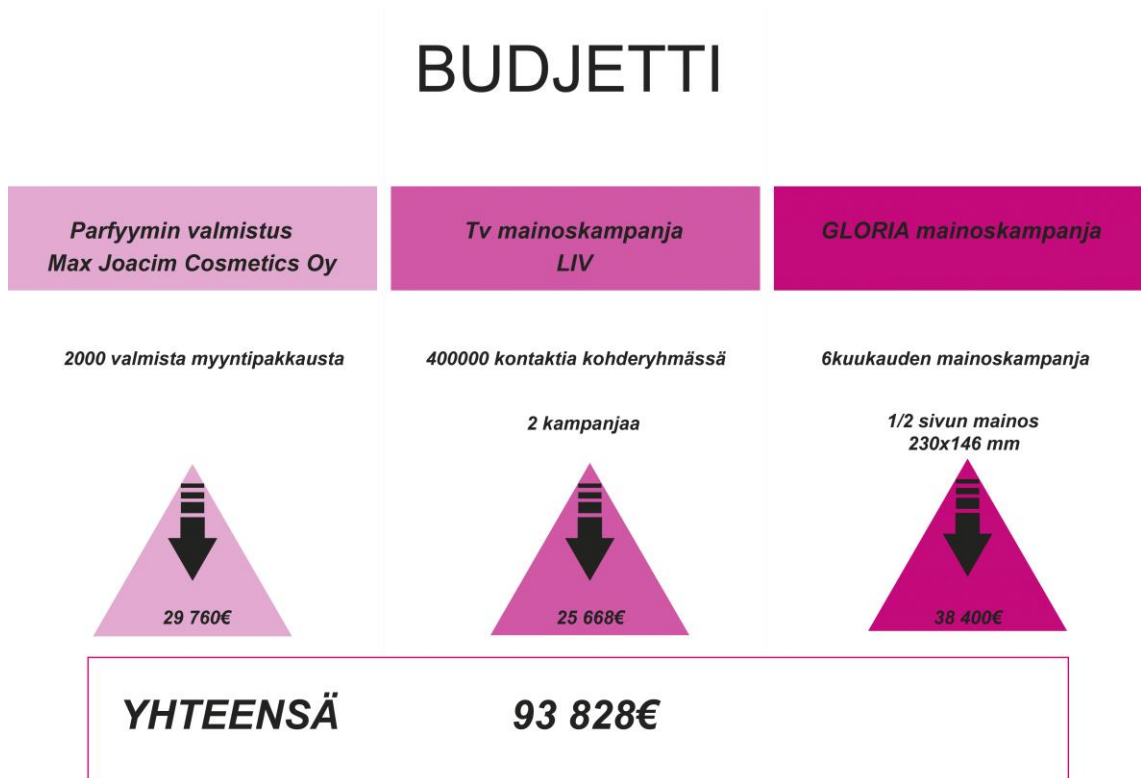 BUDJETTI
Parfyymin valmistus
Max Joacim Cosmetics Oy
2000 valmista myyntipakkausta
29 760€
Tv mainoskampanja
LIV
400000 kontaktia kohderyhmässä
2 kampanjaa
25 668€
GLORIA mainoskampanja
6kuukauden mainoskampanja
1/2 sivun mainos
230x146 mm
38 400€
YHTEENSÄ 93 828€